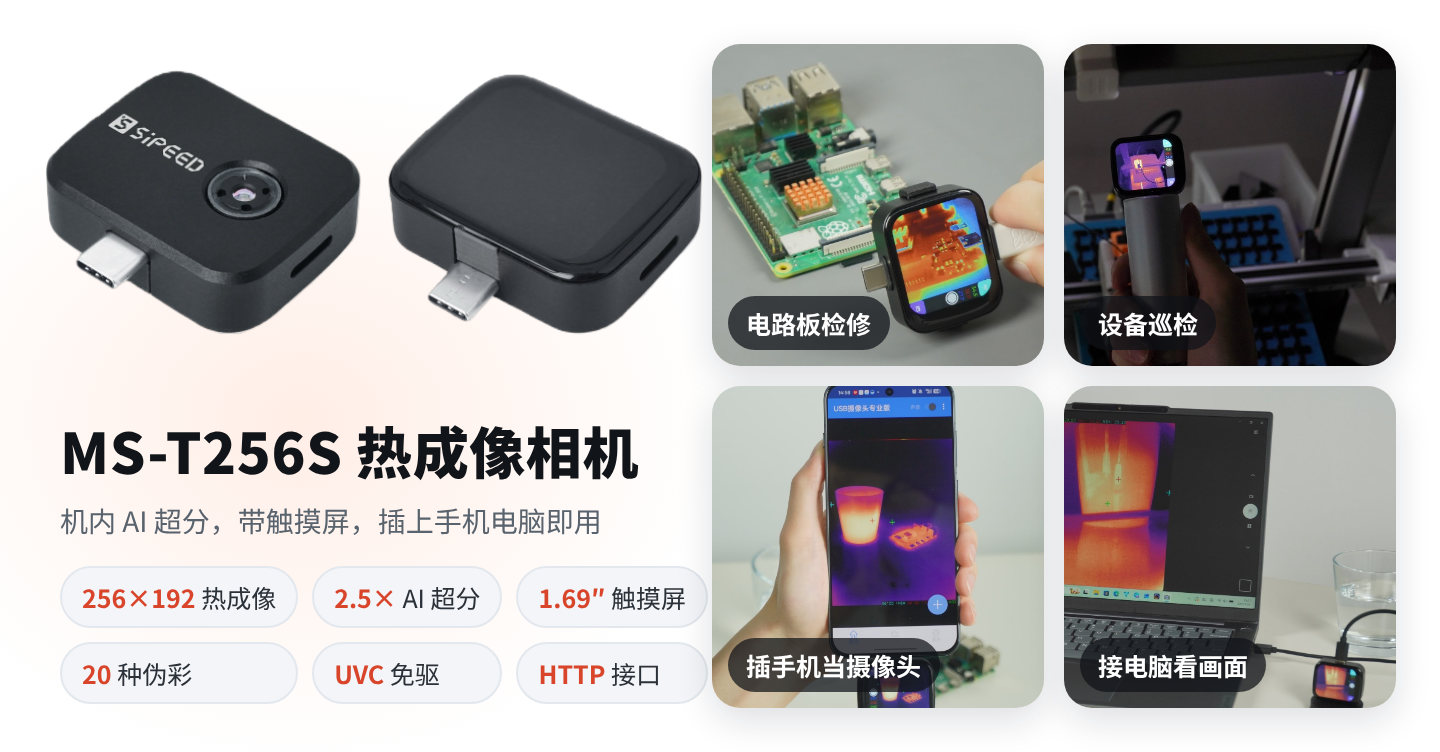 SiPEED
MS-T256S 热成像相机
机内 AI 超分，带触摸屏，插上手机电脑即用
256×192 热成像
2.5× AI 超分
1.69″ 触摸屏
20 种伪彩
UVC 免驱
HTTP 接口
电路板检修
设备巡检
USB摄像头专业版
插手机当摄像头
接电脑看画面